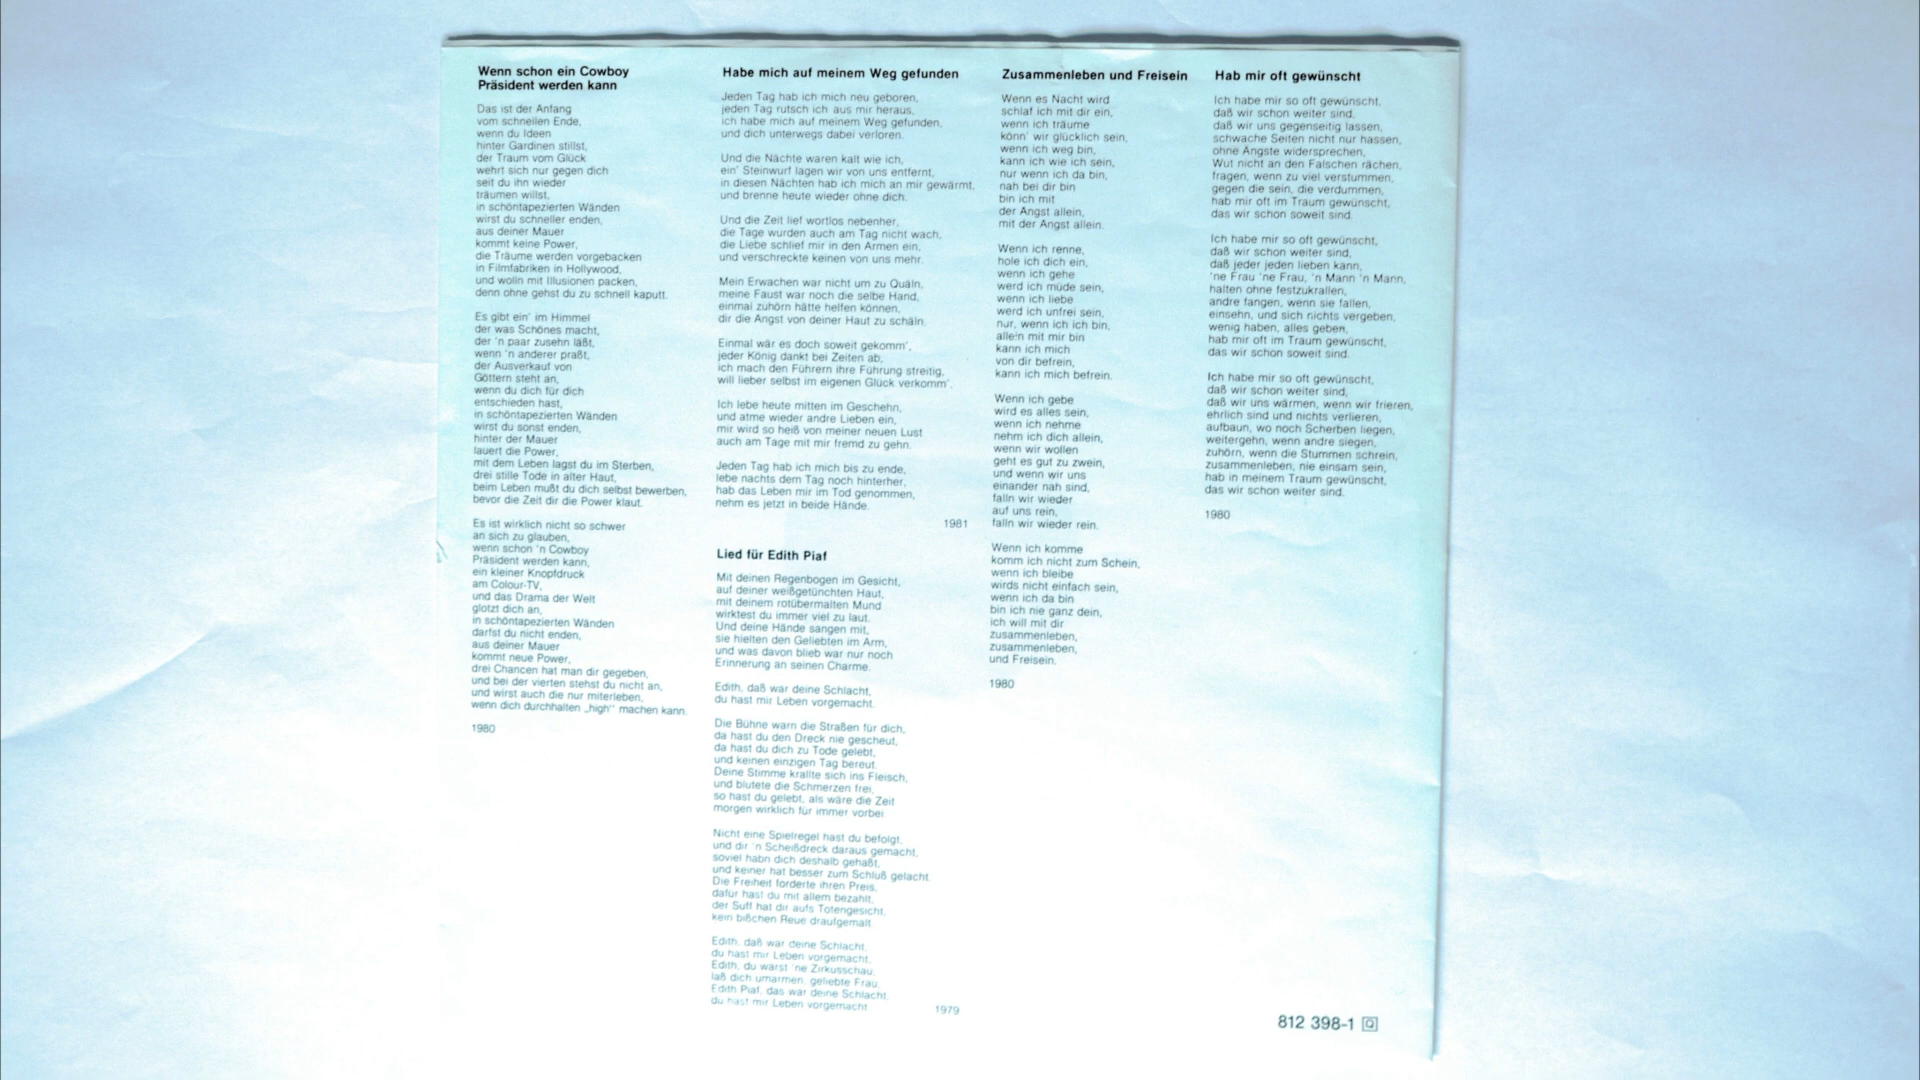 Wenn schon ein Cowboy
Präsident werden kann
Das ist der Anfang
vom schnellen Ende,
wenn du Ideen
hinter Gardinen stillst,
der Traum vom Glück
wehrt sich nur gegen dich
seit du ihn wieder
träumen willst,
in schöntapezierten Wänden
wirst du schneller enden,
aus deiner Mauer
kommt keine Power,
die Träume werden vorgebacken
in Filmfabriken in Hollywood,
und wolln mit Illusionen packen,
denn ohne gehst du zu schnell kaputt.
Es gibt ein' im Himmel
der was Schönes macht,
der 'n paar zusehn läßt,
wenn 'n anderer praßt,
der Ausverkauf von
Göttern steht an,
wenn du dich für dich
entschieden hast,
in schöntapezierten Wänden
wirst du sonst enden,
hinter der Mauer
lauert die Power,
mit dem Leben lagst du im Sterben,
drei stille Tode in alter Haut,
beim Leben mußt du dich selbst bewerben,
bevor die Zeit dir die Power klaut.
Es ist wirklich nicht so schwer
an sich zu glauben,
wenn schon 'n Cowboy
Präsident werden kann,
ein kleiner Knopfdruck
am Colour-TV,
und das Drama der Welt
glotzt dich an,
in schöntapezierten Wänden
darfst du nicht enden,
aus deiner Mauer
kommt neue Power,
drei Chancen hat man dir gegeben,
und bei der vierten stehst du nicht an,
und wirst auch die nur miterleben,
wenn dich durchhalten „high“ machen kann.
1980
Habe mich auf meinem Weg gefunden
Jeden Tag hab ich mich neu geboren,
jeden Tag rutsch ich aus mir heraus,
ich habe mich auf meinem Weg gefunden,
und dich unterwegs dabei verloren.
Und die Nächte waren kalt wie ich,
ein' Steinwurf lagen wir von uns entfernt,
in diesen Nächten hab ich mich an mir gewärmt,
und brenne heute wieder ohne dich.
Und die Zeit lief wortlos nebenher,
die Tage wurden auch am Tag nicht wach,
die Liebe schlief mir in den Armen ein,
und verschreckte keinen von uns mehr.
Mein Erwachen war nicht um zu Quäln,
meine Faust war noch die selbe Hand,
einmal zuhörn hätte helfen können,
dir die Angst von deiner Haut zu schäln.
Einmal wär es doch soweit gekomm',
jeder König dankt bei Zeiten ab,
ich mach den Führern ihre Führung streitig,
will lieber selbst im eigenen Glück verkomm'.
Ich lebe heute mitten im Geschehn,
und atme wieder andre Lieben ein,
mir wird so heiß von meiner neuen Lust
auch am Tage mit mir fremd zu gehn.
Jeden Tag hab ich mich bis zu ende,
lebe nachts dem Tag noch hinterher,
hab das Leben mir im Tod genommen,
nehm es jetzt in beide Hände.
1981
Lied für Edith Piaf
Mit deinen Regenbogen im Gesicht,
auf deiner weißgetünchten Haut,
mit deinem rotübermalten Mund
wirktest du immer viel zu laut.
Und deine Hände sangen mit,
sie hielten den Geliebten im Arm,
und was davon blieb war nur noch
Erinnerung an seinen Charme.
Edith, daß war deine Schlacht,
du hast mir Leben vorgemacht.
Die Bühne warn die Straßen für dich,
da hast du den Dreck nie gescheut,
da hast du dich zu Tode gelebt,
und keinen einzigen Tag bereut.
Deine Stimme krallte sich ins Fleisch,
und blutete die Schmerzen frei,
so hast du gelebt, als wäre die Zeit
morgen wirklich für immer vorbei.
Nicht eine Spielregel hast du befolgt,
und dir 'n Scheißdreck daraus gemacht,
soviel habn dich deshalb gehaßt,
und keiner hat besser zum Schluß gelacht.
Die Freiheit forderte ihren Preis,
dafür hast du mit allem bezahlt,
der Suff hat dir aufs Totengesicht,
kein bißchen Reue draufgemalt.
Edith, daß war deine Schlacht,
du hast mir Leben vorgemacht,
Edith, du warst 'ne Zirkusschau,
laß dich umarmen, geliebte Frau,
Edith Piaf, das war deine Schlacht,
du hast mir Leben vorgemacht
1979
Zusammenleben und Freisein
Wenn es Nacht wird
schlaf ich mit dir ein,
wenn ich träume
könn' wir glücklich sein,
wenn ich weg bin,
kann ich wie ich sein,
nur wenn ich da bin,
nah bei dir bin
bin ich mit
der Angst allein,
mit der Angst allein.
Wenn ich renne,
hole ich dich ein,
wenn ich gehe
werd ich müde sein,
wenn ich liebe
werd ich unfrei sein,
nur, wenn ich ich bin,
allein mit mir bin
kann ich mich
von dir befrein,
kann ich mich befrein.
Wenn ich gebe
wird es alles sein,
wenn ich nehme
nehm ich dich allein,
wenn wir wollen
geht es gut zu zwein,
und wenn wir uns
einander nah sind,
falln wir wieder
auf uns rein,
falln wir wieder rein.
Wenn ich komme
komm ich nicht zum Schein,
wenn ich bleibe
wirds nicht einfach sein,
wenn ich da bin
bin ich nie ganz dein,
ich will mit dir
zusammenleben,
zusammenleben,
und Freisein.
1980
Hab mir oft gewünscht
Ich habe mir so oft gewünscht,
daß wir schon weiter sind,
daß wir uns gegenseitig lassen,
schwache Seiten nicht nur hassen,
ohne Ängste widersprechen,
Wut nicht an den Falschen rächen,
fragen, wenn zu viel verstummen,
gegen die sein, die verdummen,
hab mir oft im Traum gewünscht,
das wir schon soweit sind.
Ich habe mir so oft gewünscht,
daß wir schon weiter sind,
daß jeder jeden lieben kann,
'ne Frau 'ne Frau, 'n Mann 'n Mann,
halten ohne festzukrallen,
andre fangen, wenn sie fallen,
einsehn, und sich nichts vergeben,
wenig haben, alles geben,
hab mir oft im Traum gewünscht,
das wir schon soweit sind.
Ich habe mir so oft gewünscht,
daß wir schon weiter sind,
daß wir uns wärmen, wenn wir frieren,
ehrlich sind und nichts verlieren,
aufbaun, wo noch Scherben liegen,
weitergehn, wenn andre siegen,
zuhörn, wenn die Stummen schrein,
zusammenleben, nie einsam sein,
hab in meinem Traum gewünscht,
das wir schon weiter sind.
1980
812 398-1 Q